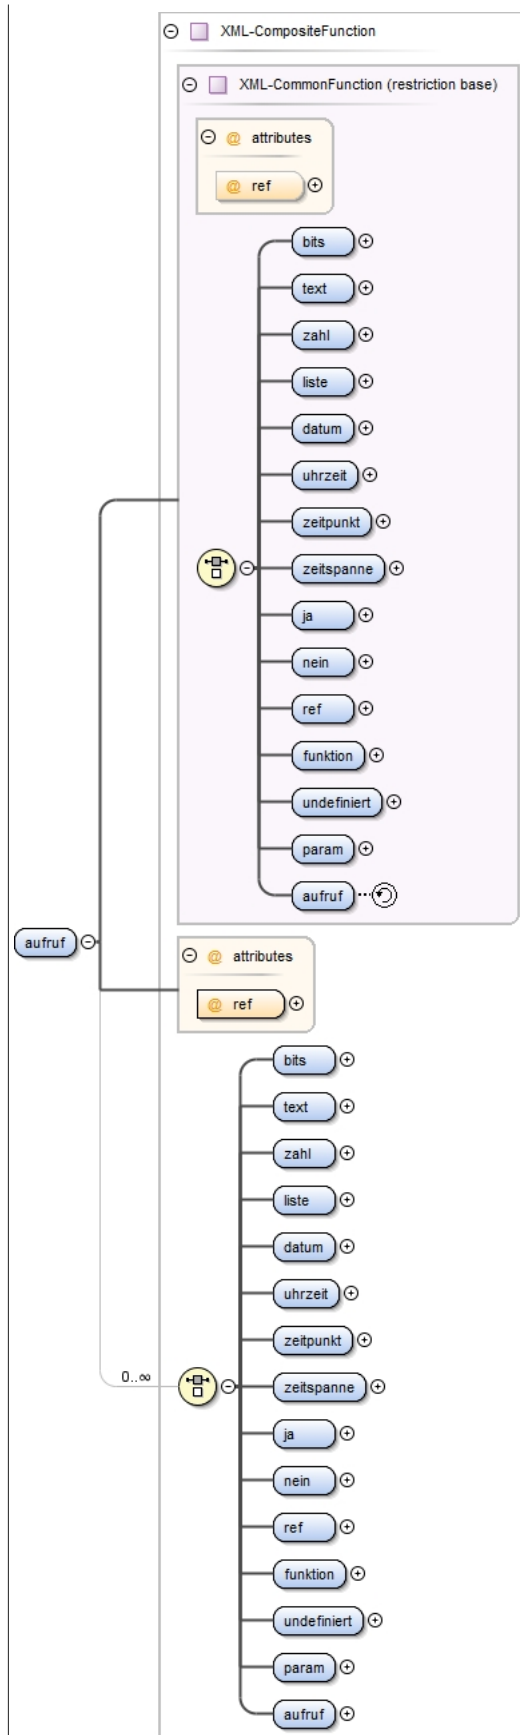 XML-CompositeFunction
XML-CommonFunction (restriction base)
@ attributes
@ ref
bits
text
zahl
liste
datum
uhrzeit
zeitpunkt
zeitspanne
ja
nein
ref
funktion
undefiniert
param
aufruf
aufruf
@ attributes
@ ref
bits
text
zahl
liste
datum
uhrzeit
zeitpunkt
0..∞
zeitspanne
ja
nein
ref
funktion
undefiniert
param
aufruf